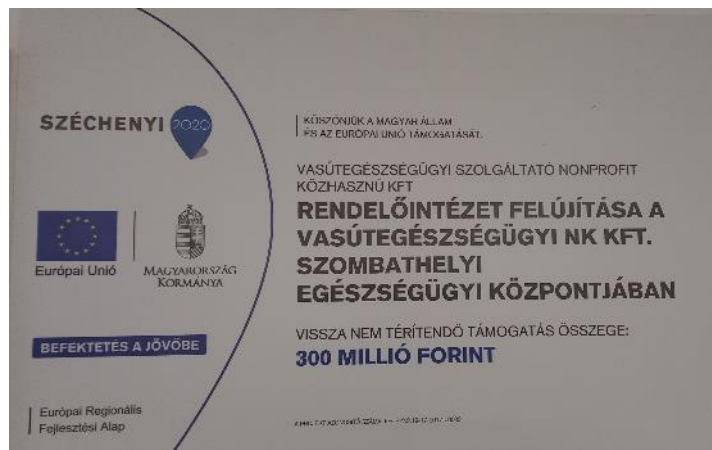 SZÉCHENYI 2020
Európai Unió
MAGYARORSZÁG
KORMÁNYA
BEFEKTETÉS A JÖVŐBE
Európai Regionális
Fejlesztési Alap
KÖSZÖNJÜK A MAGYAR ÁLLAM
ÉS AZ EURÓPAI UNIÓ TÁMOGATÁSÁT.
VASÚTEGÉSZSÉGÜGYI SZOLGÁLTATÓ NONPROFIT
KÖZHASZNÚ KFT
RENDELŐINTÉZET FELÚJÍTÁSA A
VASÚTEGÉSZSÉGÜGYI NK KFT.
SZOMBATHELYI
EGÉSZSÉGÜGYI KÖZPONTJÁBAN
VISSZA NEM TÉRÍTENDŐ TÁMOGATÁS ÖSSZEGE:
300 MILLIÓ FORINT